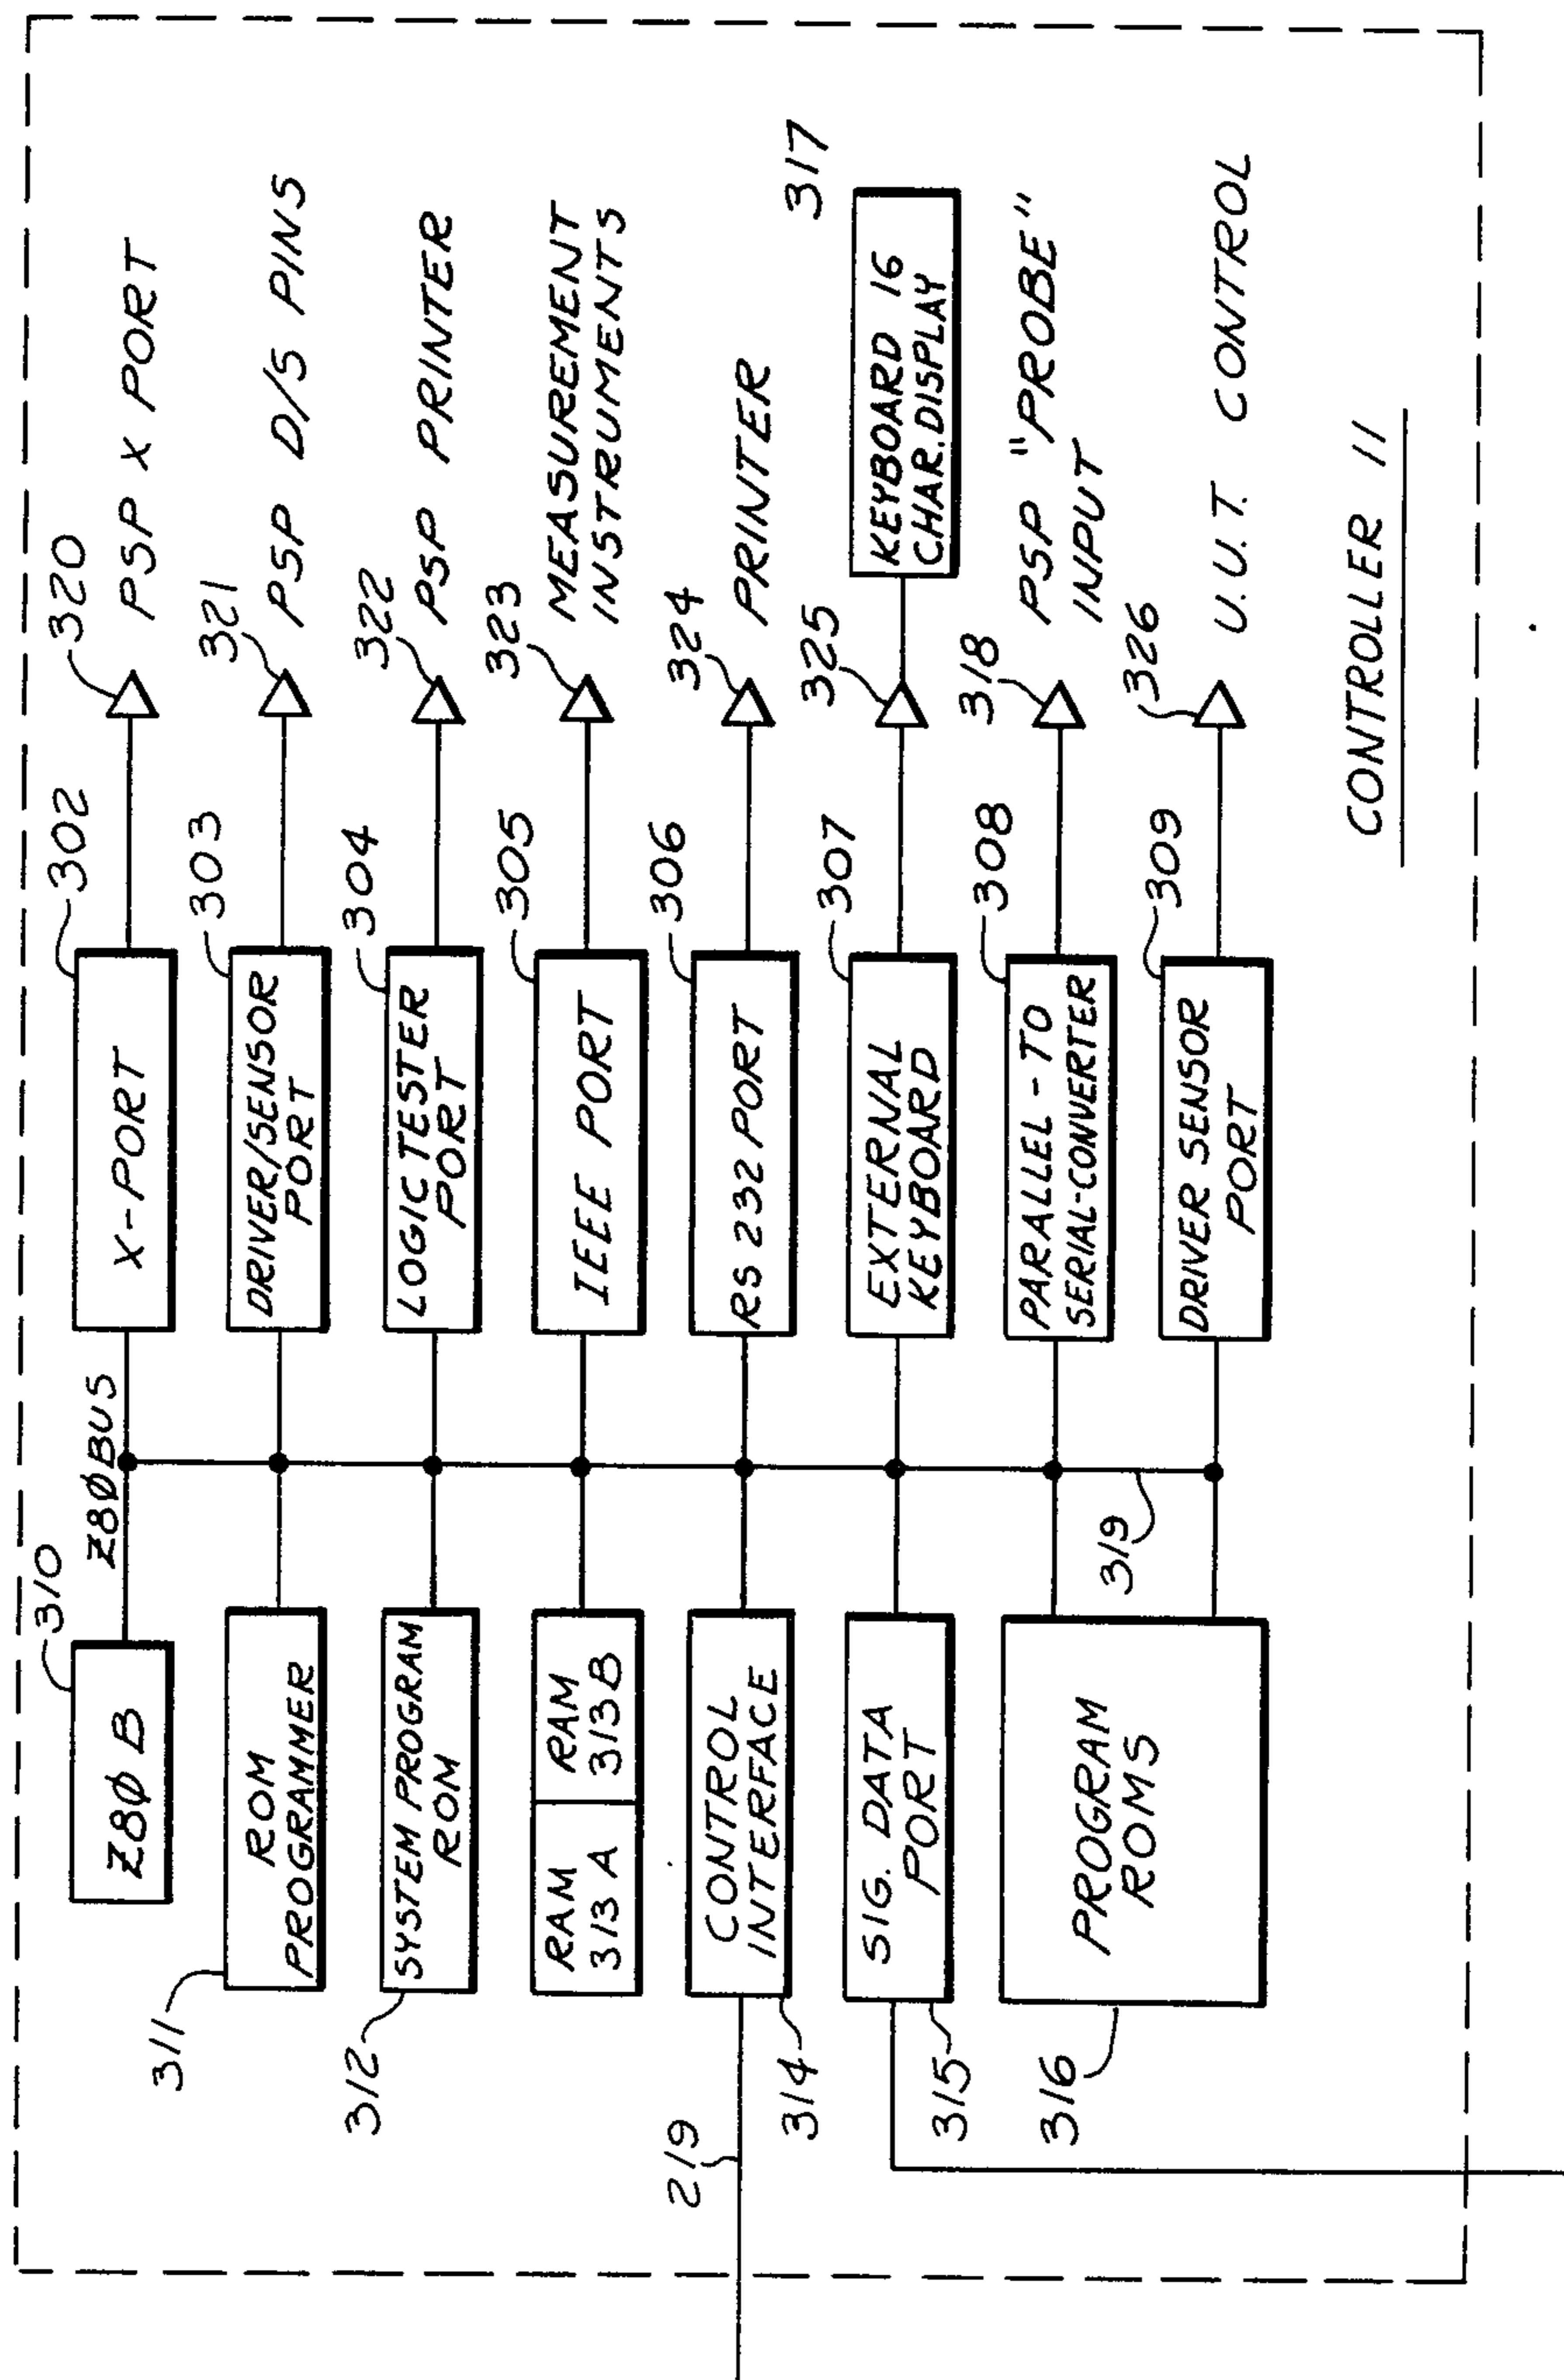 310
Z80 B
Z80 BUS
302
X-PORT
320
PSP X PORT
311
ROM
PROGRAMMER
303
DRIVER/SENSOR
PORT
321
PSP D/S PINS
312
SYSTEM PROGRAM
ROM
304
LOGIC TESTER
PORT
322
PSP PRINTER
RAM
313A
RAM
313B
305
IEEE PORT
323
MEASUREMENT
INSTRUMENTS
219
CONTROL
INTERFACE
314
306
RS 232 PORT
324
PRINTER
SIG. DATA
PORT
315
307
EXTERNAL
KEYBOARD
325
KEYBOARD 16
CHAR. DISPLAY
317
316
PROGRAM
ROMS
319
308
PARALLEL-TO
SERIAL-CONVERTER
318
PSP "PROBE"
INPUT
309
DRIVER SENSOR
PORT
326
U.U.T. CONTROL
CONTROLLER 11